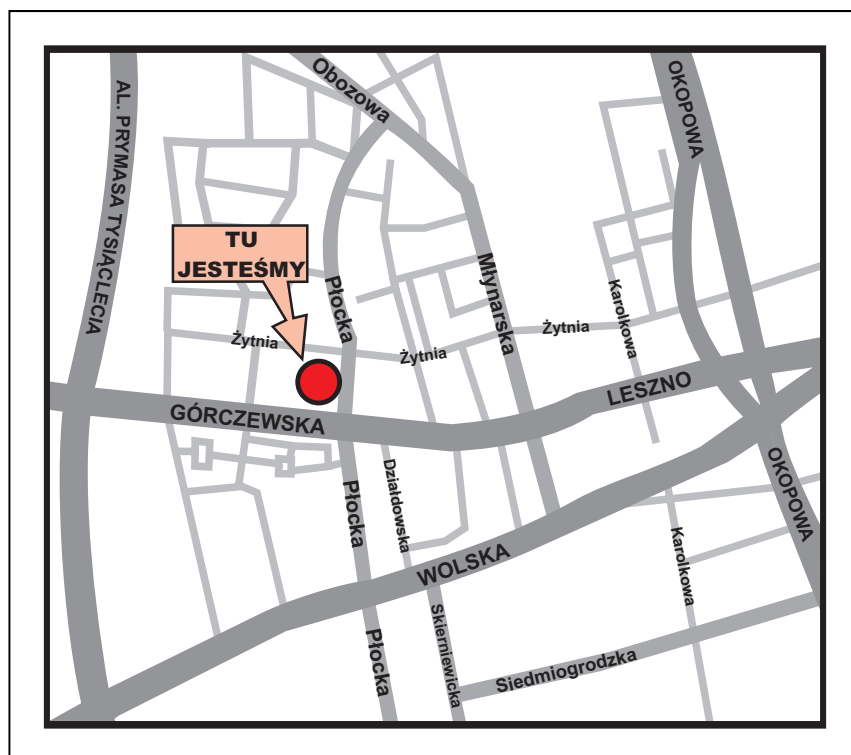 Obozowa
OKOPOWA
AL. PRYMASA TYSIĄCLECIA
TU
JESTEŚMY
Płocka
Młynarska
Karolkowa
Żytnia
Żytnia
Żytnia
LESZNO
GÓRCZEWSKA
Działdowska
Płocka
OKOPOWA
WOLSKA
Karolkowa
Skierniewicka
Płocka
Siedmiogrodzka